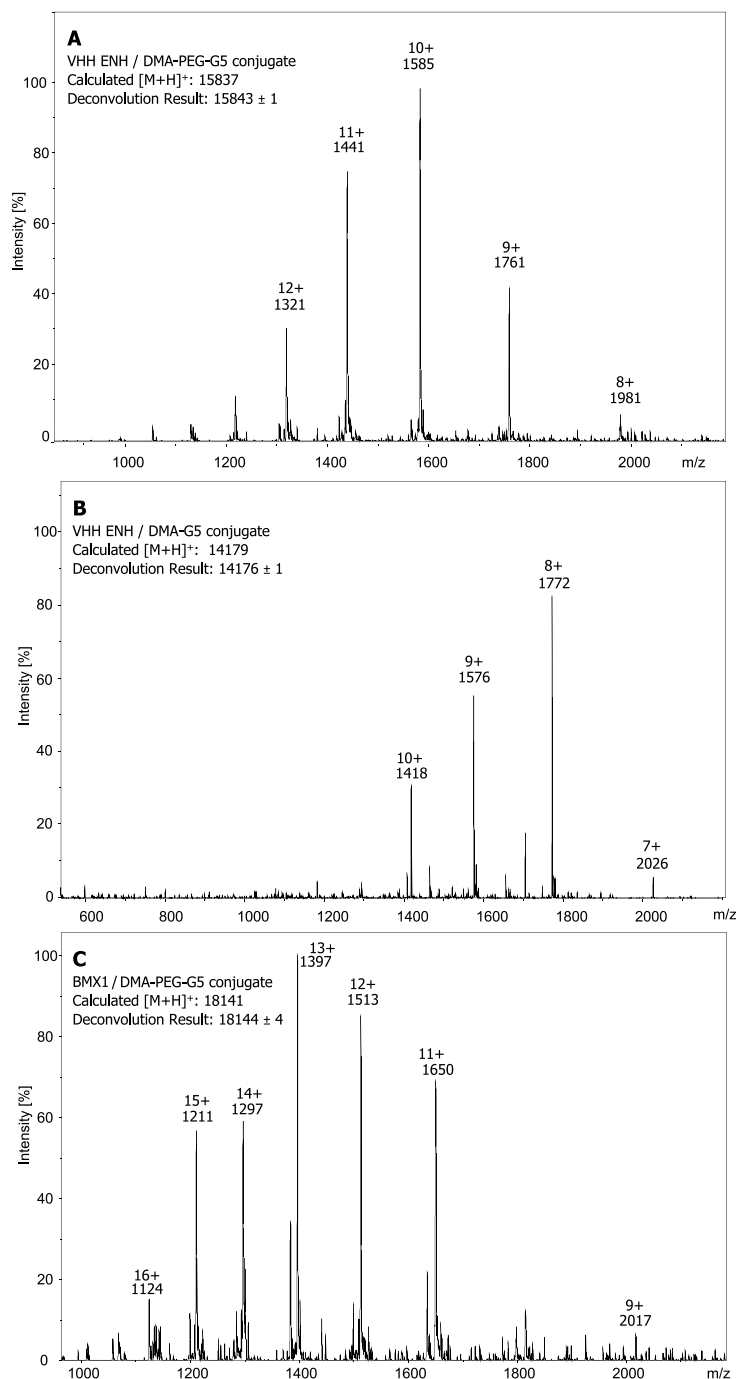 A
VHH ENH / DMA-PEG-G5 conjugate
Calculated [M+H]⁺: 15837
Deconvolution Result: 15843 ± 1
10+
1585
11+
1441
9+
1761
12+
1321
8+
1981
Intensity [%]
100
80
60
40
20
0
1000 1200 1400 1600 1800 2000 m/z
B
VHH ENH / DMA-G5 conjugate
Calculated [M+H]⁺: 14179
Deconvolution Result: 14176 ± 1
8+
1772
9+
1576
10+
1418
7+
2026
Intensity [%]
100
80
60
40
20
0
600 800 1000 1200 1400 1600 1800 2000 m/z
C
BMX1 / DMA-PEG-G5 conjugate
Calculated [M+H]⁺: 18141
Deconvolution Result: 18144 ± 4
13+
1397
12+
1513
11+
1650
15+
1211
14+
1297
16+
1124
9+
2017
Intensity [%]
100
80
60
40
20
0
1000 1200 1400 1600 1800 2000 m/z